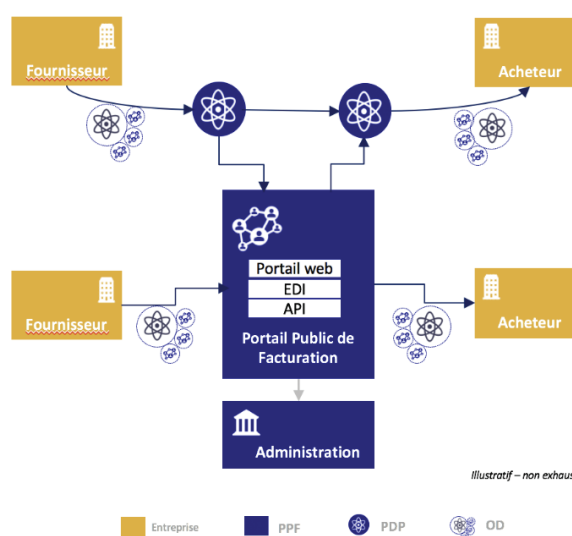 Fournisseur
Acheteur
Portail web
EDI
API
Portail Public de
Facturation
Fournisseur
Acheteur
Administration
Illustratif – non exhaus
Entreprise
PPF
PDP
OD